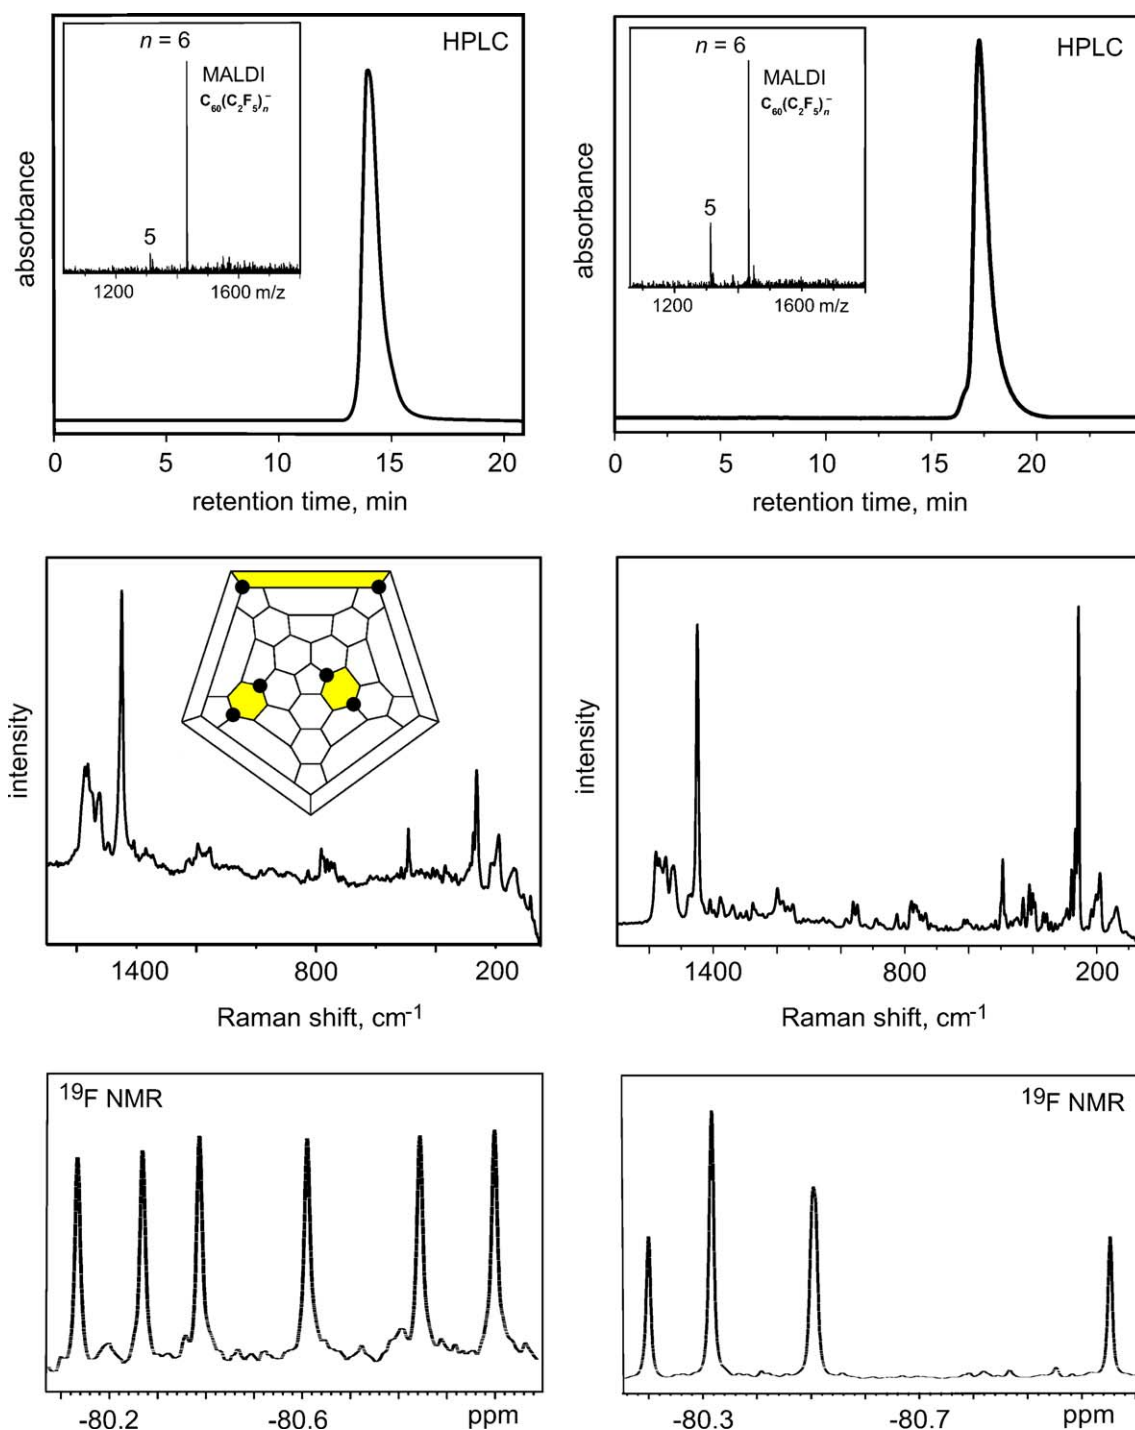 n = 6
HPLC
MALDI
C₆₀(C₂F₅)ₙ⁻
5
1200 1600 m/z
absorbance
0 5 10 15 20
retention time, min
n = 6
HPLC
MALDI
C₆₀(C₂F₅)ₙ⁻
5
1200 1600 m/z
absorbance
0 5 10 15 20
retention time, min
intensity
1400 800 200
Raman shift, cm⁻¹
intensity
1400 800 200
Raman shift, cm⁻¹
¹⁹F NMR
-80.2 -80.6 ppm
¹⁹F NMR
-80.3 -80.7 ppm